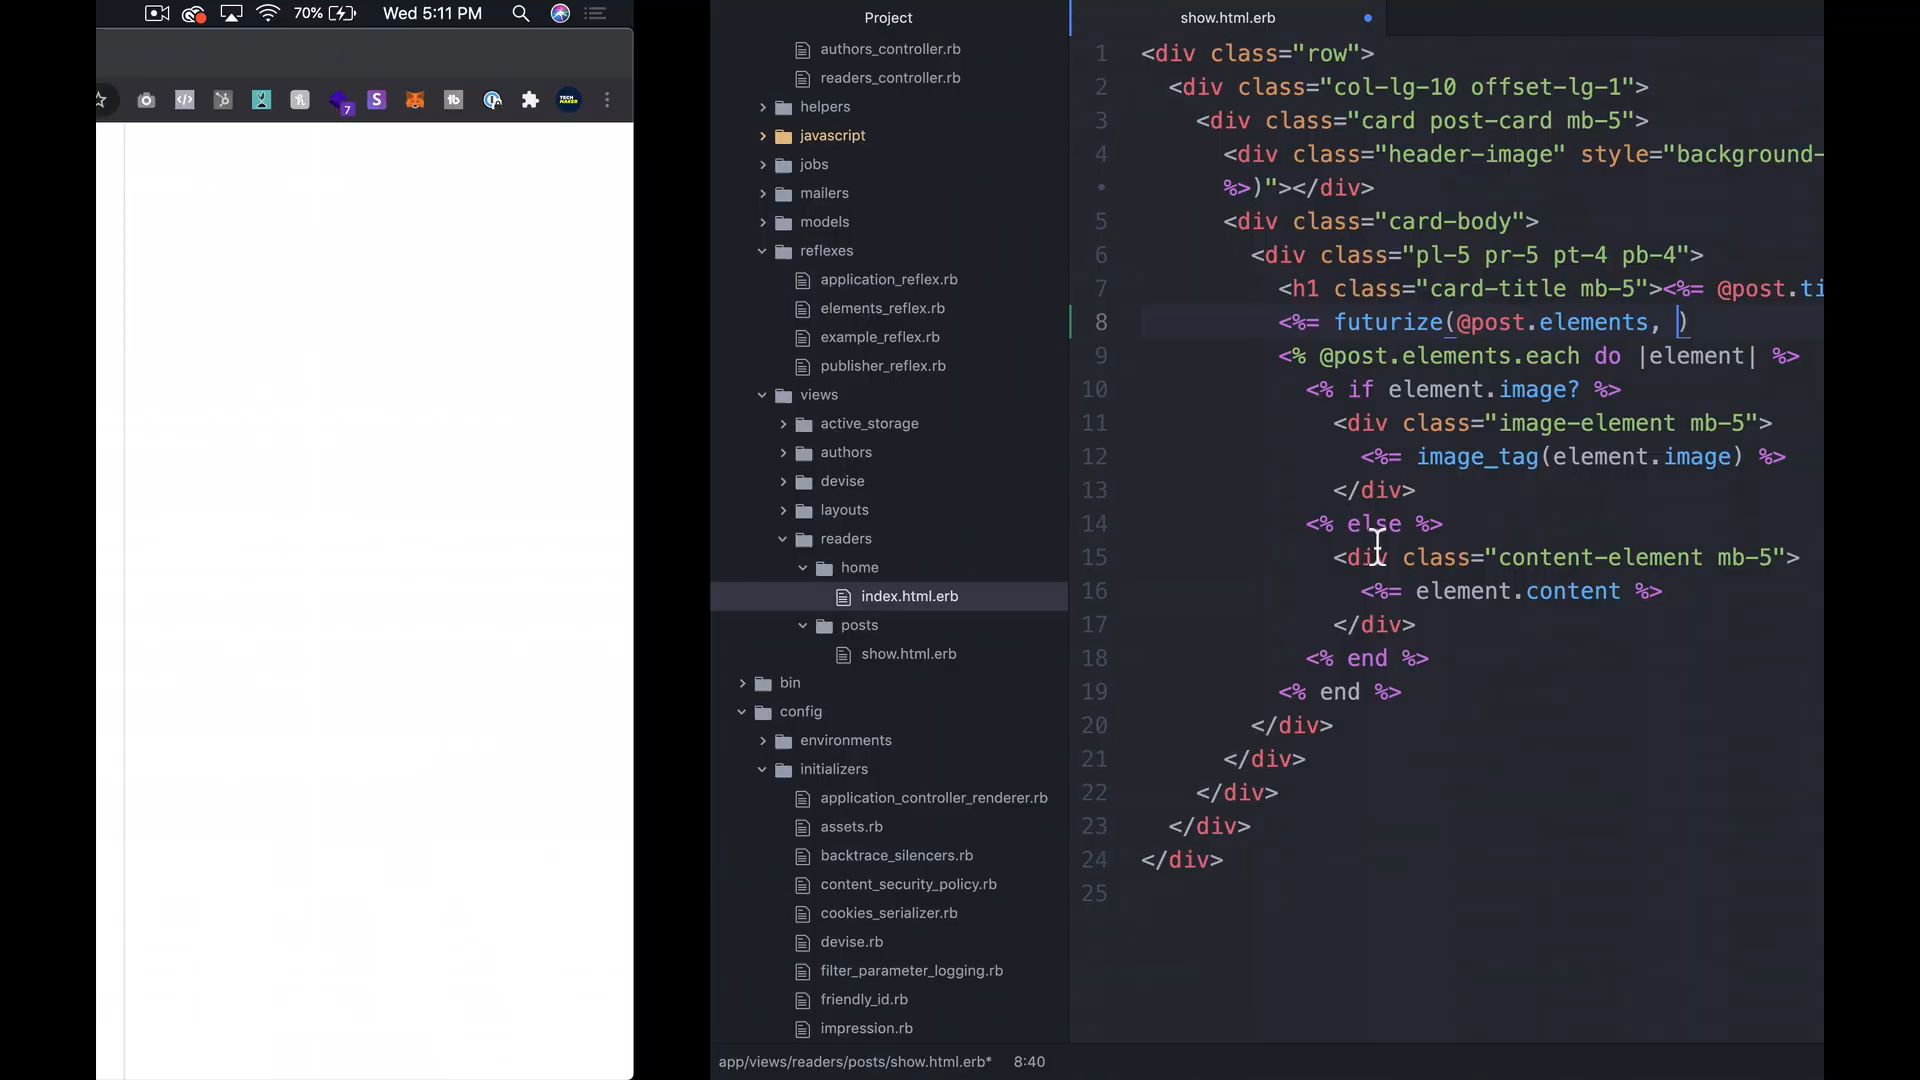 70%
Wed 5:11 PM
7
S
tb
TECH MAKER
Project
authors_controller.rb
readers_controller.rb
helpers
javascript
jobs
mailers
models
reflexes
application_reflex.rb
elements_reflex.rb
example_reflex.rb
publisher_reflex.rb
views
active_storage
authors
devise
layouts
readers
home
index.html.erb
posts
show.html.erb
bin
config
environments
initializers
application_controller_renderer.rb
assets.rb
backtrace_silencers.rb
content_security_policy.rb
cookies_serializer.rb
devise.rb
filter_parameter_logging.rb
friendly_id.rb
impression.rb
show.html.erb
1 <div class="row">
2 <div class="col-lg-10 offset-lg-1">
3 <div class="card post-card mb-5">
4 <div class="header-image" style="background-
• %>)"></div>
5 <div class="card-body">
6 <div class="pl-5 pr-5 pt-4 pb-4">
7 <h1 class="card-title mb-5"><%= @post.ti
8 <%= futurize(@post.elements, )
9 <% @post.elements.each do |element| %>
10 <% if element.image? %>
11 <div class="image-element mb-5">
12 <%= image_tag(element.image) %>
13 </div>
14 <% else %>
15 <div class="content-element mb-5">
16 <%= element.content %>
17 </div>
18 <% end %>
19 <% end %>
20 </div>
21 </div>
22 </div>
23 </div>
24 </div>
25
app/views/readers/posts/show.html.erb* 8:40